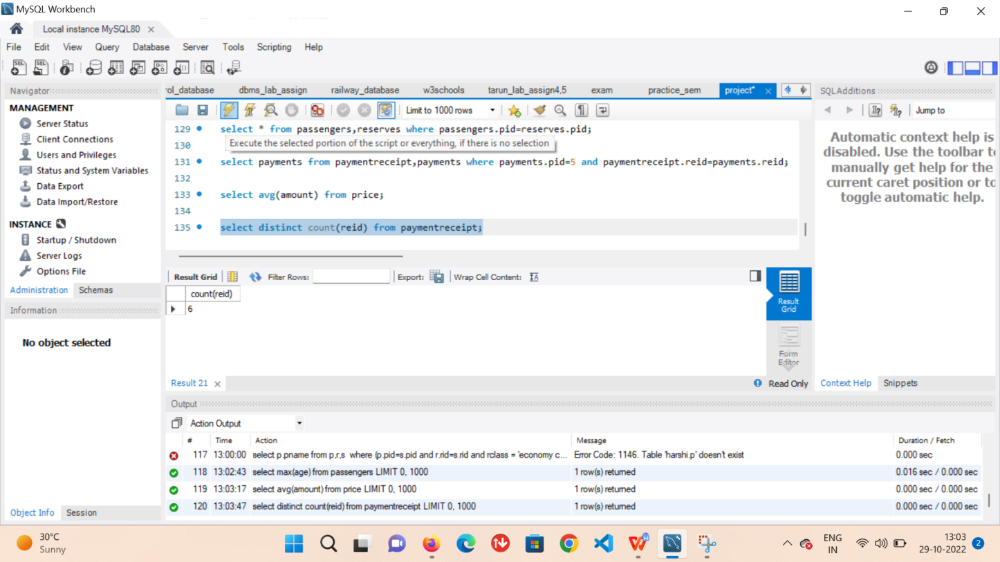 MySQL Workbench
Local instance MySQL80
File Edit View Query Database Server Tools Scripting Help
Navigator
MANAGEMENT
Server Status
Client Connections
Users and Privileges
Status and System Variables
Data Export
Data Import/Restore
INSTANCE
Startup / Shutdown
Server Logs
Options File
Administration Schemas
Information
No object selected
Object Info Session
rol_database dbms_lab_assign railway_database w3schools tarun_lab_assign4,5 exam practice_sem project*
Limit to 1000 rows
129 select * from passengers,reserves where passengers.pid=reserves.pid;
130
Execute the selected portion of the script or everything, if there is no selection
131 select payments from paymentreceipt,payments where payments.pid=5 and paymentreceipt.reid=payments.reid;
132
133 select avg(amount) from price;
134
135 select distinct count(reid) from paymentreceipt;
Result Grid Filter Rows: Export: Wrap Cell Content:
count(reid)
6
Result
Grid
Form
Editor
Result 21 Read Only
SQLAdditions
Jump to
Automatic context help is
disabled. Use the toolbar to
manually get help for the
current caret position or to
toggle automatic help.
Context Help Snippets
Output
Action Output
# Time Action Message Duration / Fetch
117 13:00:00 select p.pname from p,r,s where (p.pid=s.pid and r.rid=s.rid and rclass = 'economy c... Error Code: 1146. Table 'harshi.p' doesn't exist 0.000 sec
118 13:02:43 select max(age) from passengers LIMIT 0, 1000 1 row(s) returned 0.016 sec / 0.000 sec
119 13:03:17 select avg(amount) from price LIMIT 0, 1000 1 row(s) returned 0.000 sec / 0.000 sec
120 13:03:47 select distinct count(reid) from paymentreceipt LIMIT 0, 1000 1 row(s) returned 0.000 sec / 0.000 sec
30°C
Sunny
ENG
IN
13:03
29-10-2022
2